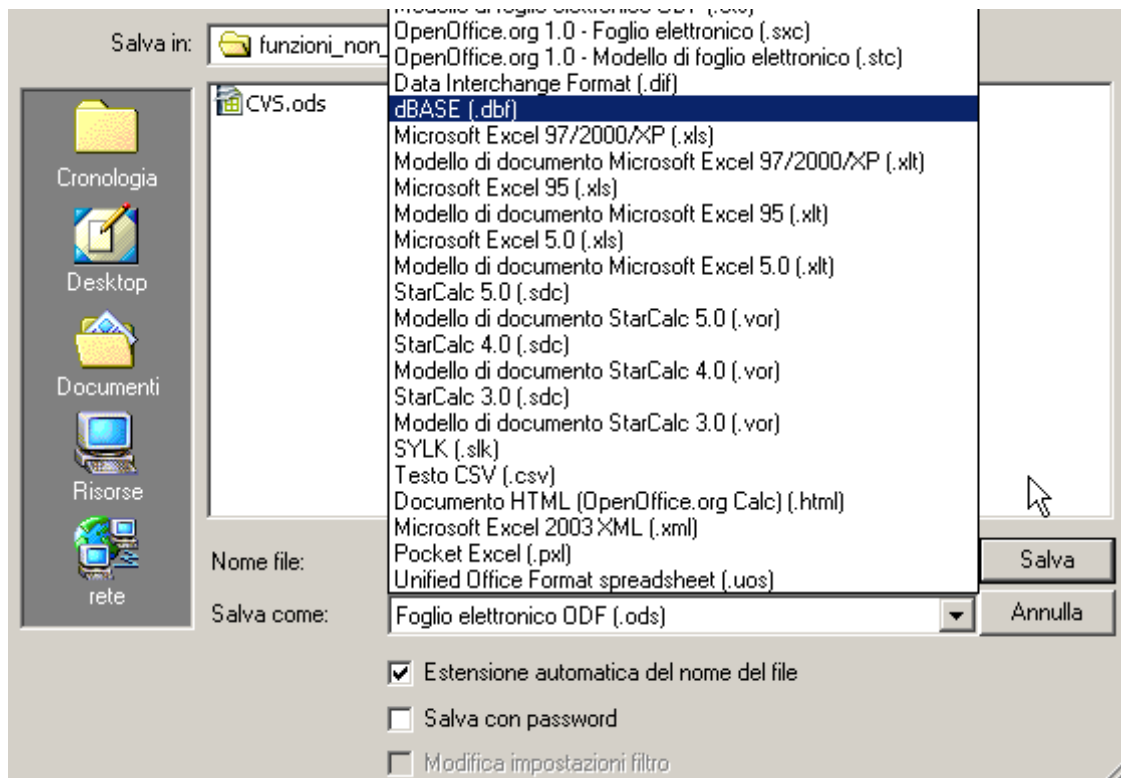 Modello di foglio elettronico ODF (.ots)
Salva in:
funzioni_non_
OpenOffice.org 1.0 - Foglio elettronico (.sxc)
OpenOffice.org 1.0 - Modello di foglio elettronico (.stc)
Data Interchange Format (.dif)
CVS.ods
dBASE (.dbf)
Microsoft Excel 97/2000/XP (.xls)
Modello di documento Microsoft Excel 97/2000/XP (.xlt)
Microsoft Excel 95 (.xls)
Modello di documento Microsoft Excel 95 (.xlt)
Microsoft Excel 5.0 (.xls)
Modello di documento Microsoft Excel 5.0 (.xlt)
StarCalc 5.0 (.sdc)
Modello di documento StarCalc 5.0 (.vor)
StarCalc 4.0 (.sdc)
Modello di documento StarCalc 4.0 (.vor)
StarCalc 3.0 (.sdc)
Modello di documento StarCalc 3.0 (.vor)
SYLK (.slk)
Testo CSV (.csv)
Documento HTML (OpenOffice.org Calc) (.html)
Microsoft Excel 2003 XML (.xml)
Pocket Excel (.pxl)
Unified Office Format spreadsheet (.uos)
Cronologia
Desktop
Documenti
Risorse
rete
Nome file:
Salva
Salva come:
Foglio elettronico ODF (.ods)
Annulla
Estensione automatica del nome del file
Salva con password
Modifica impostazioni filtro